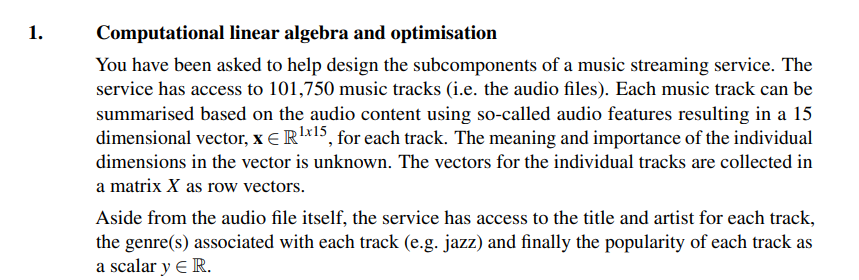 1. Computational linear algebra and optimisation
You have been asked to help design the subcomponents of a music streaming service. The
service has access to 101,750 music tracks (i.e. the audio files). Each music track can be
summarised based on the audio content using so-called audio features resulting in a 15
dimensional vector, x ∈ ℝ^1x15, for each track. The meaning and importance of the individual
dimensions in the vector is unknown. The vectors for the individual tracks are collected in
a matrix X as row vectors.
Aside from the audio file itself, the service has access to the title and artist for each track,
the genre(s) associated with each track (e.g. jazz) and finally the popularity of each track as
a scalar y ∈ ℝ.